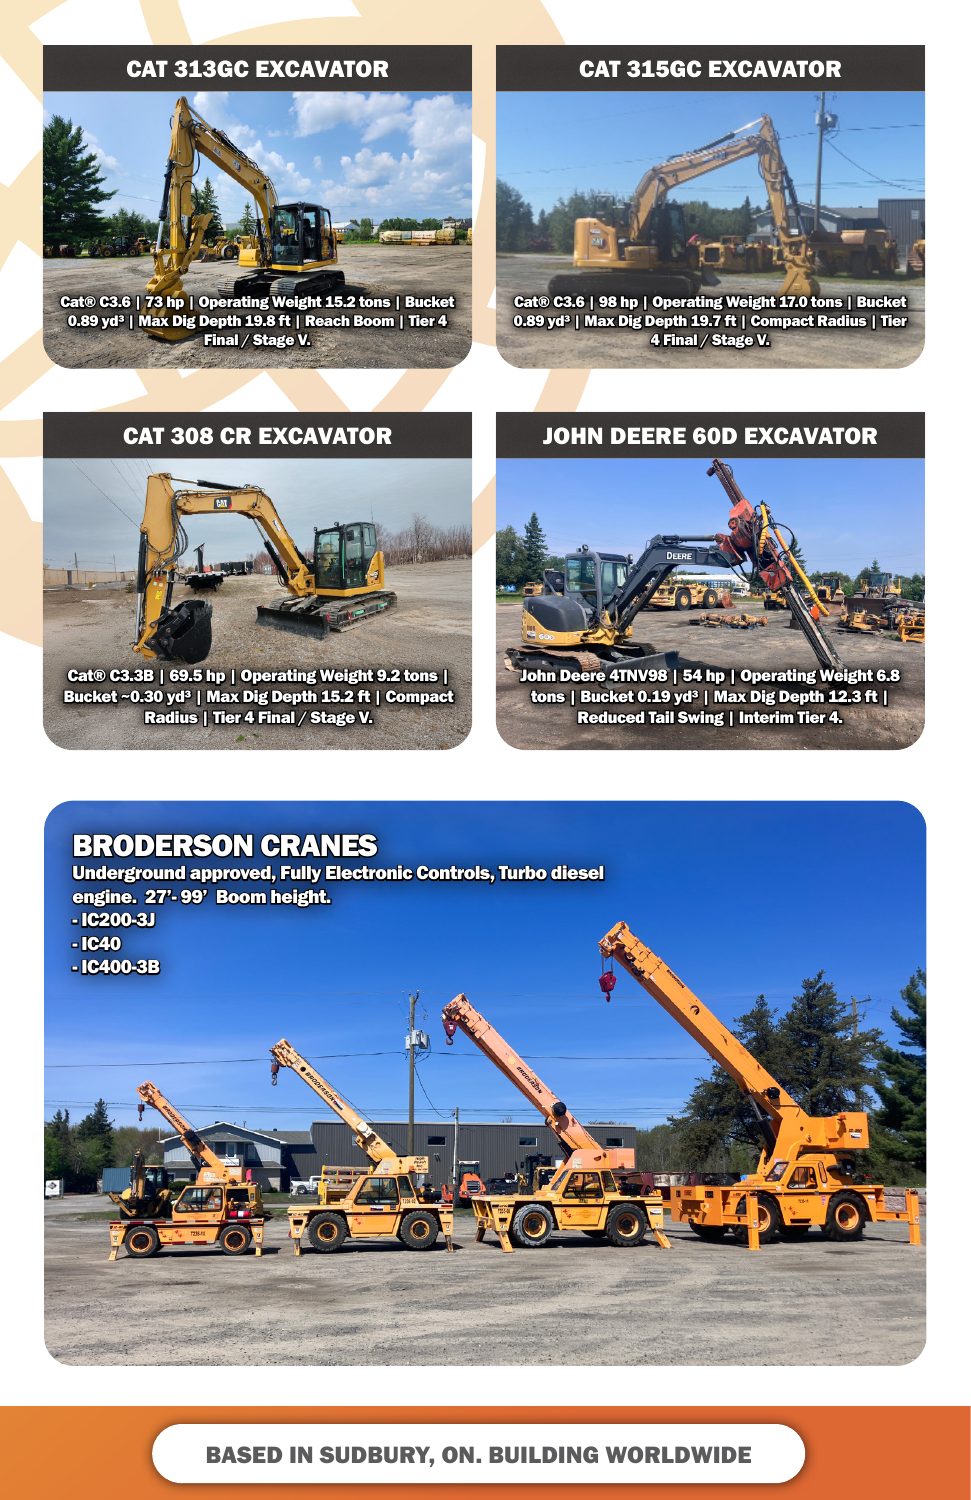 CAT 313GC EXCAVATOR
Cat® C3.6 | 73 hp | Operating Weight 15.2 tons | Bucket
0.89 yd³ | Max Dig Depth 19.8 ft | Reach Boom | Tier 4
Final / Stage V.
CAT 315GC EXCAVATOR
CAT
Cat® C3.6 | 98 hp | Operating Weight 17.0 tons | Bucket
0.89 yd³ | Max Dig Depth 19.7 ft | Compact Radius | Tier
4 Final / Stage V.
CAT 308 CR EXCAVATOR
CAT
Cat® C3.3B | 69.5 hp | Operating Weight 9.2 tons |
Bucket ~0.30 yd³ | Max Dig Depth 15.2 ft | Compact
Radius | Tier 4 Final / Stage V.
JOHN DEERE 60D EXCAVATOR
DEERE
60D
John Deere 4TNV98 | 54 hp | Operating Weight 6.8
tons | Bucket 0.19 yd³ | Max Dig Depth 12.3 ft |
Reduced Tail Swing | Interim Tier 4.
BRODERSON CRANES
Underground approved, Fully Electronic Controls, Turbo diesel
engine.  27’- 99’  Boom height.
- IC200-3J
- IC40
- IC400-3B
BRODERSON
BRODERSON
BRODERSON
BASED IN SUDBURY, ON. BUILDING WORLDWIDE